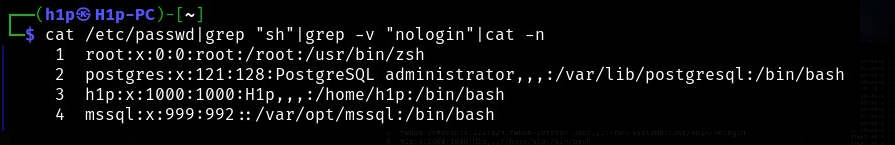 (h1p㉿H1p-PC)-[~]
$ cat /etc/passwd|grep "sh"|grep -v "nologin"|cat -n
1 root:x:0:0:root:/root:/usr/bin/zsh
2 postgres:x:121:128:PostgreSQL administrator,,,:/var/lib/postgresql:/bin/bash
3 h1p:x:1000:1000:H1p,,,:/home/h1p:/bin/bash
4 mssql:x:999:992::/var/opt/mssql:/bin/bash